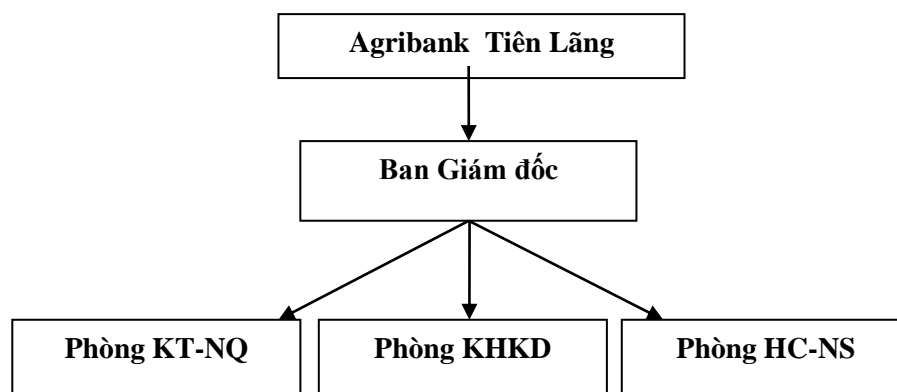 Agribank Tiên Lãng
Ban Giám đốc
Phòng KT-NQ
Phòng KHKD
Phòng HC-NS